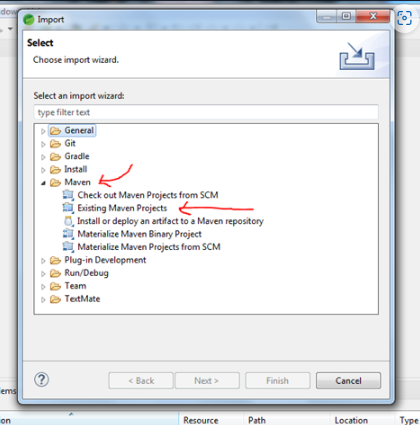 ndow
Import
Select
Choose import wizard.
Select an import wizard:
type filter text
General
Git
Gradle
Install
Maven
Check out Maven Projects from SCM
Existing Maven Projects
Install or deploy an artifact to a Maven repository
Materialize Maven Binary Project
Materialize Maven Projects from SCM
Plug-in Development
Run/Debug
Team
TextMate
?
< Back Next > Finish Cancel
lems
ion Resource Path Location Type